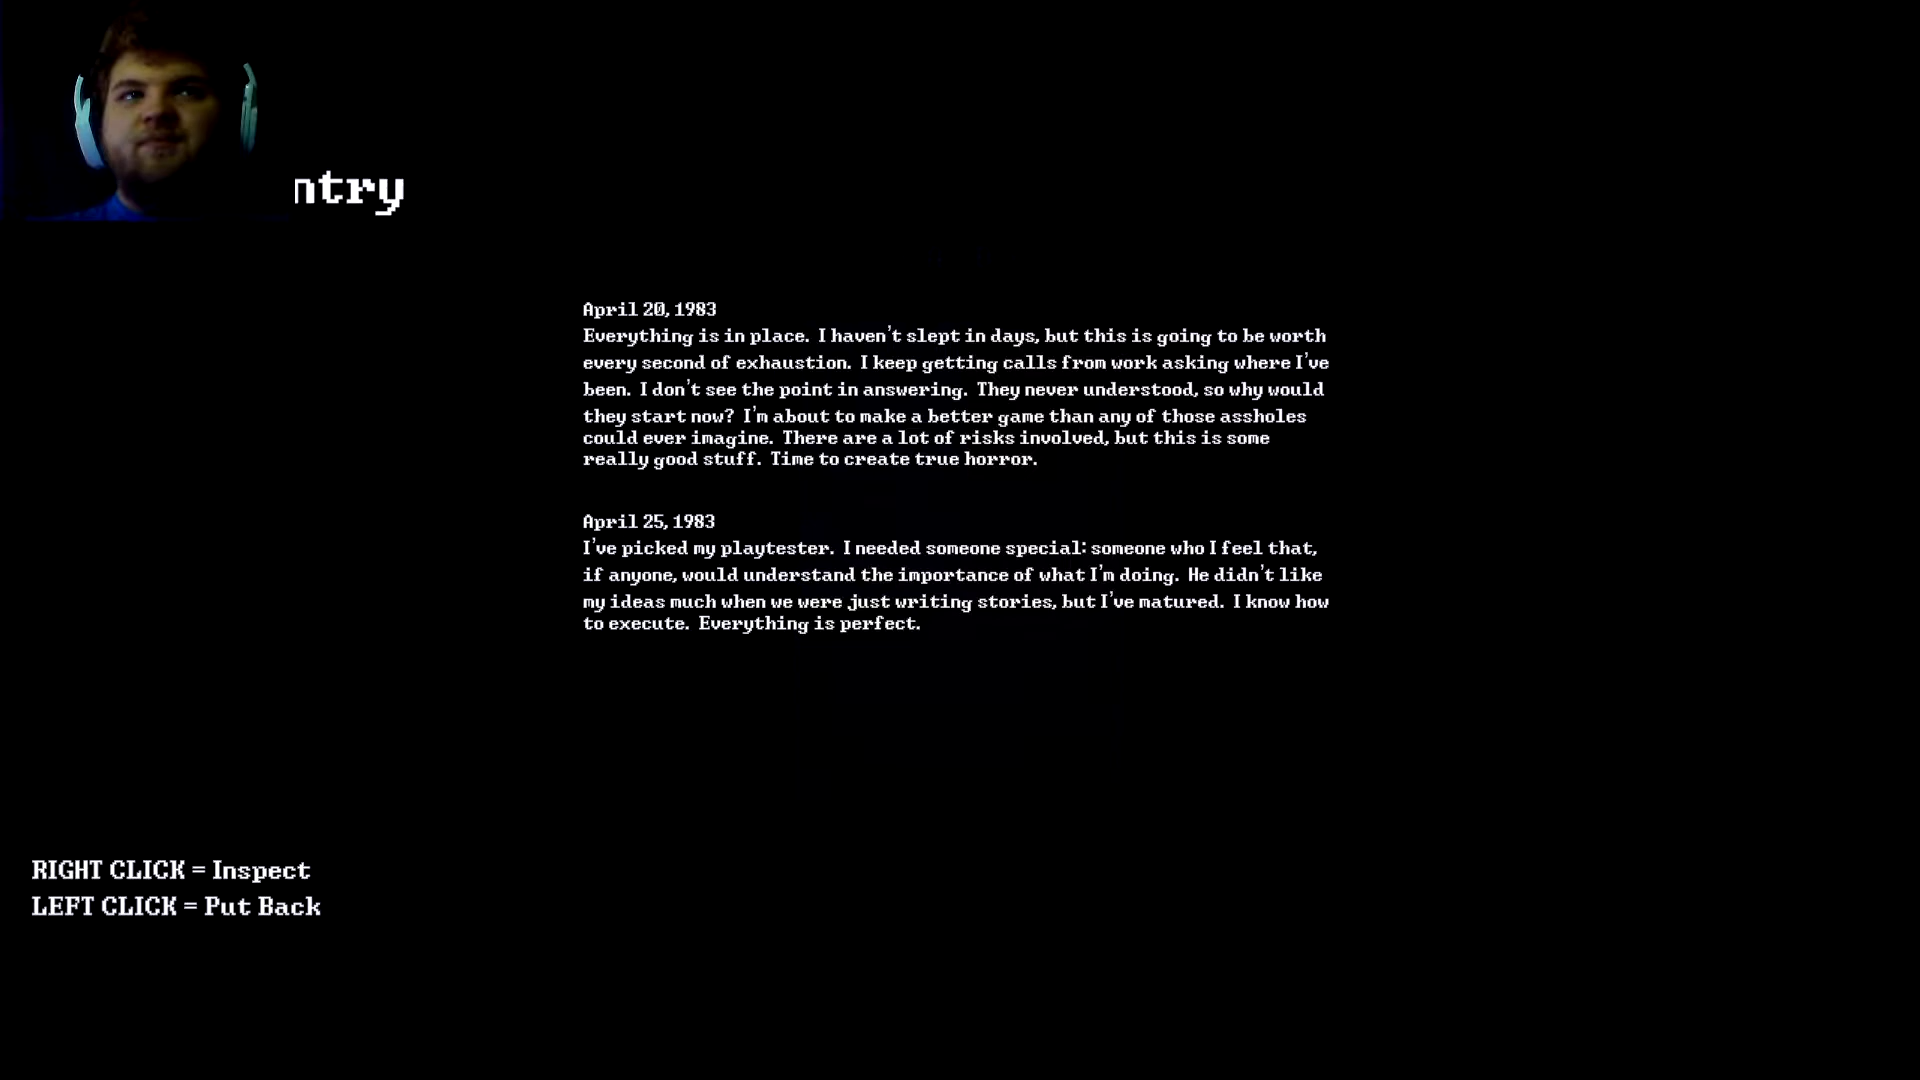 ntry
April 20, 1983
Everything is in place. I haven't slept in days, but this is going to be worth
every second of exhaustion. I keep getting calls from work asking where I've
been. I don't see the point in answering. They never understood, so why would
they start now? I'm about to make a better game than any of those assholes
could ever imagine. There are a lot of risks involved, but this is some
really good stuff. Time to create true horror.
April 25, 1983
I've picked my playtester. I needed someone special: someone who I feel that,
if anyone, would understand the importance of what I'm doing. He didn't like
my ideas much when we were just writing stories, but I've matured. I know how
to execute. Everything is perfect.
RIGHT CLICK = Inspect
LEFT CLICK = Put Back